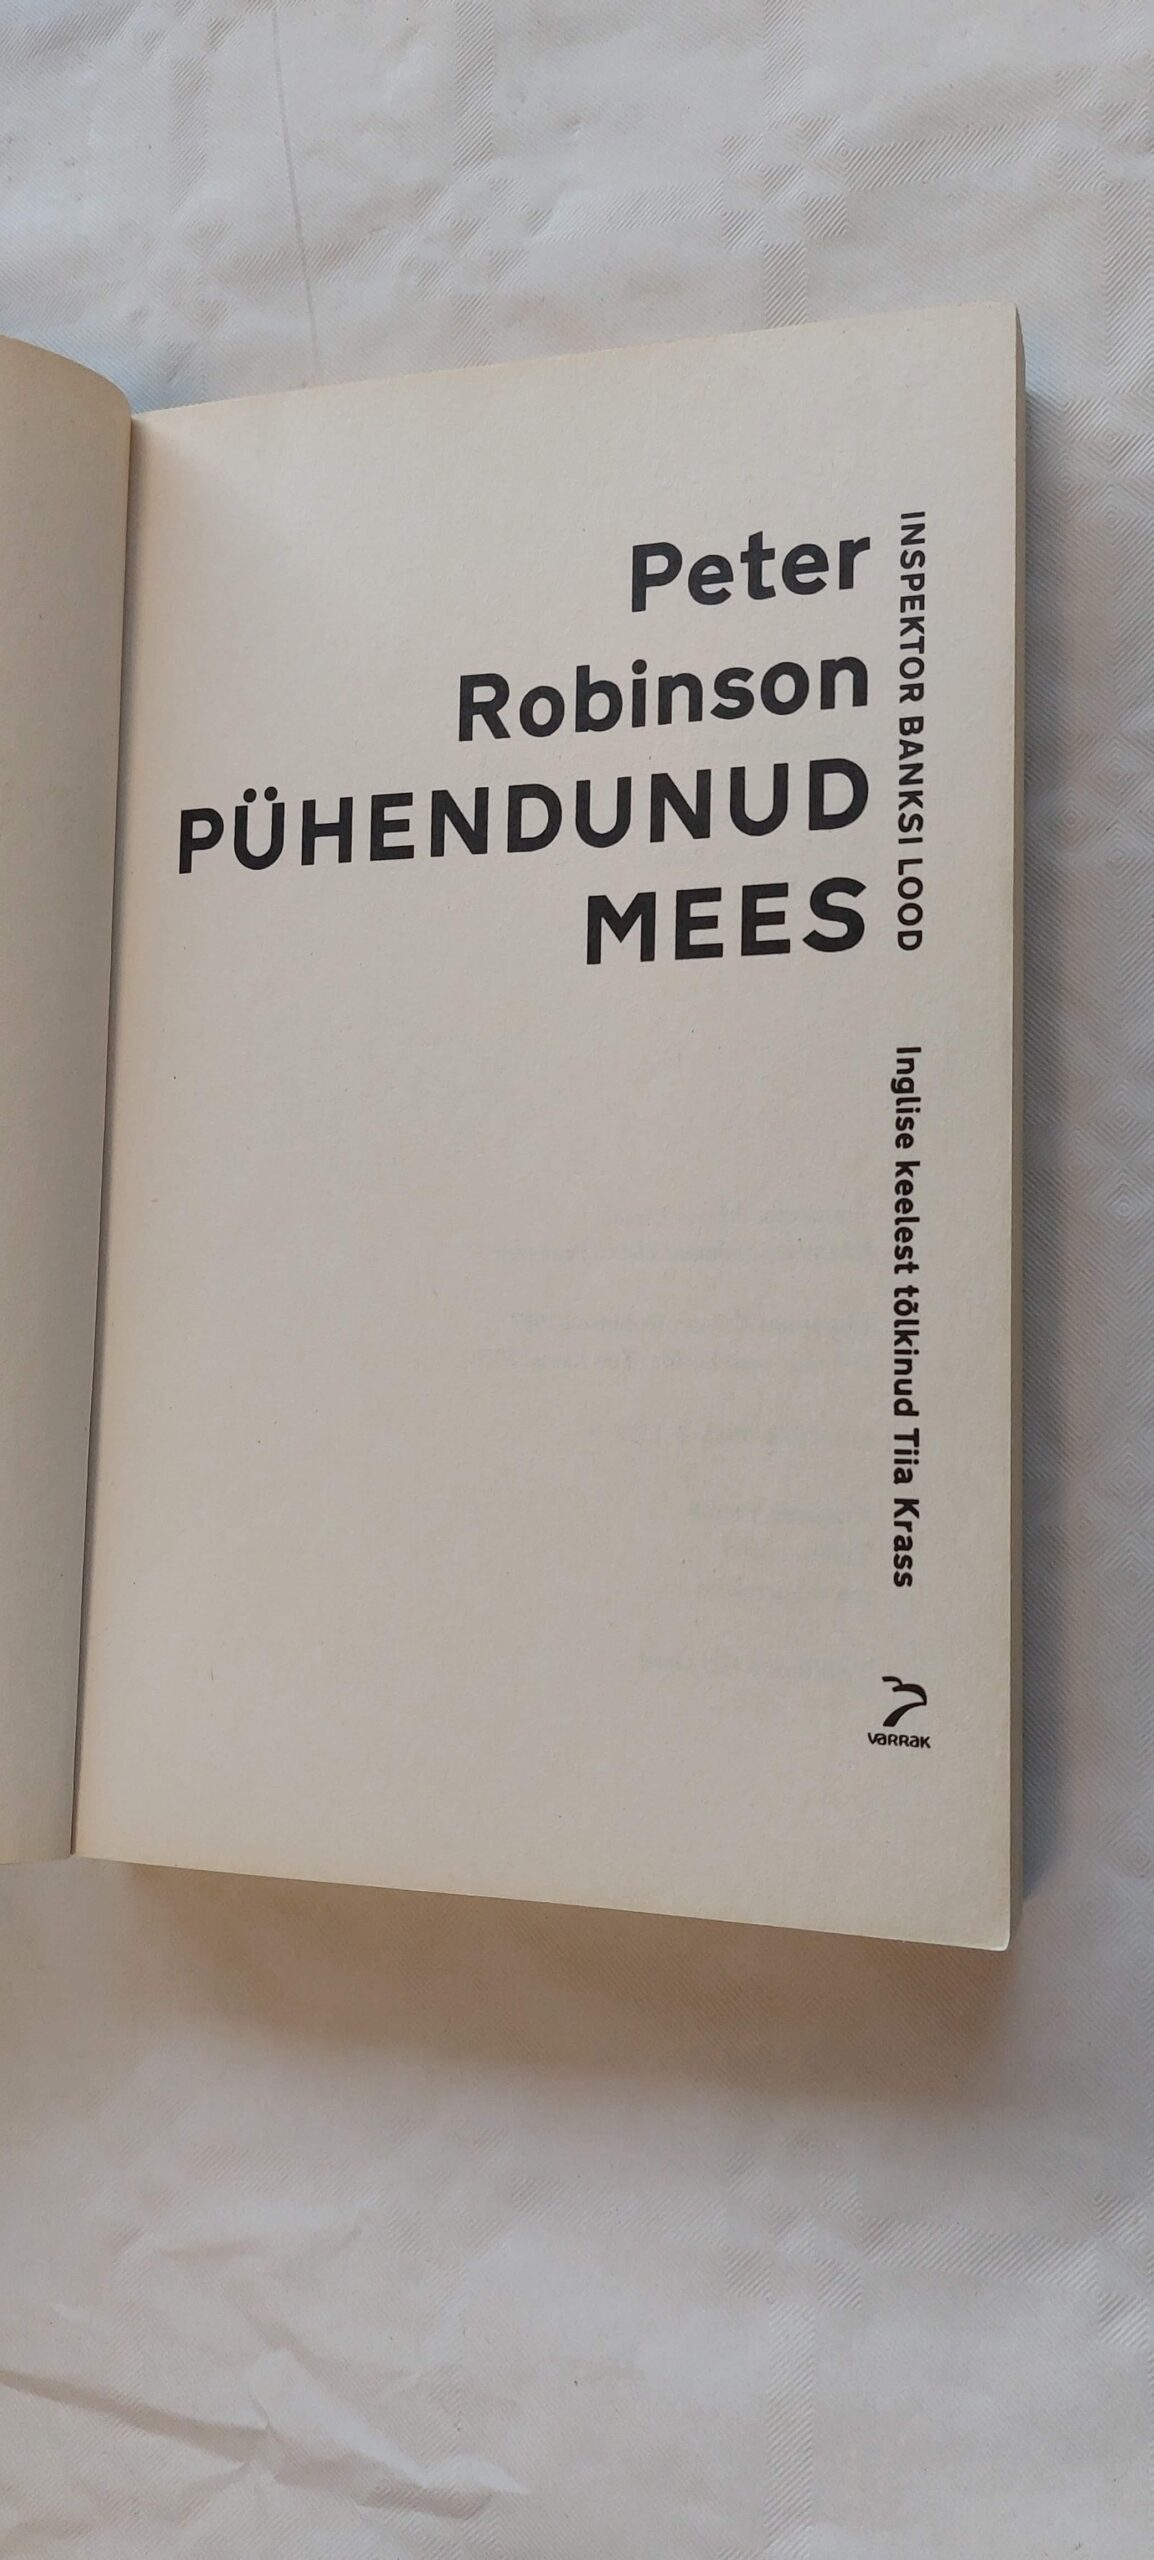 Peter
Robinson
PÜHENDUNUD
MEES
INSPEKTOR BANKSI LOOD
Inglise keelest tõlkinud Tiia Krass
VaRRaK